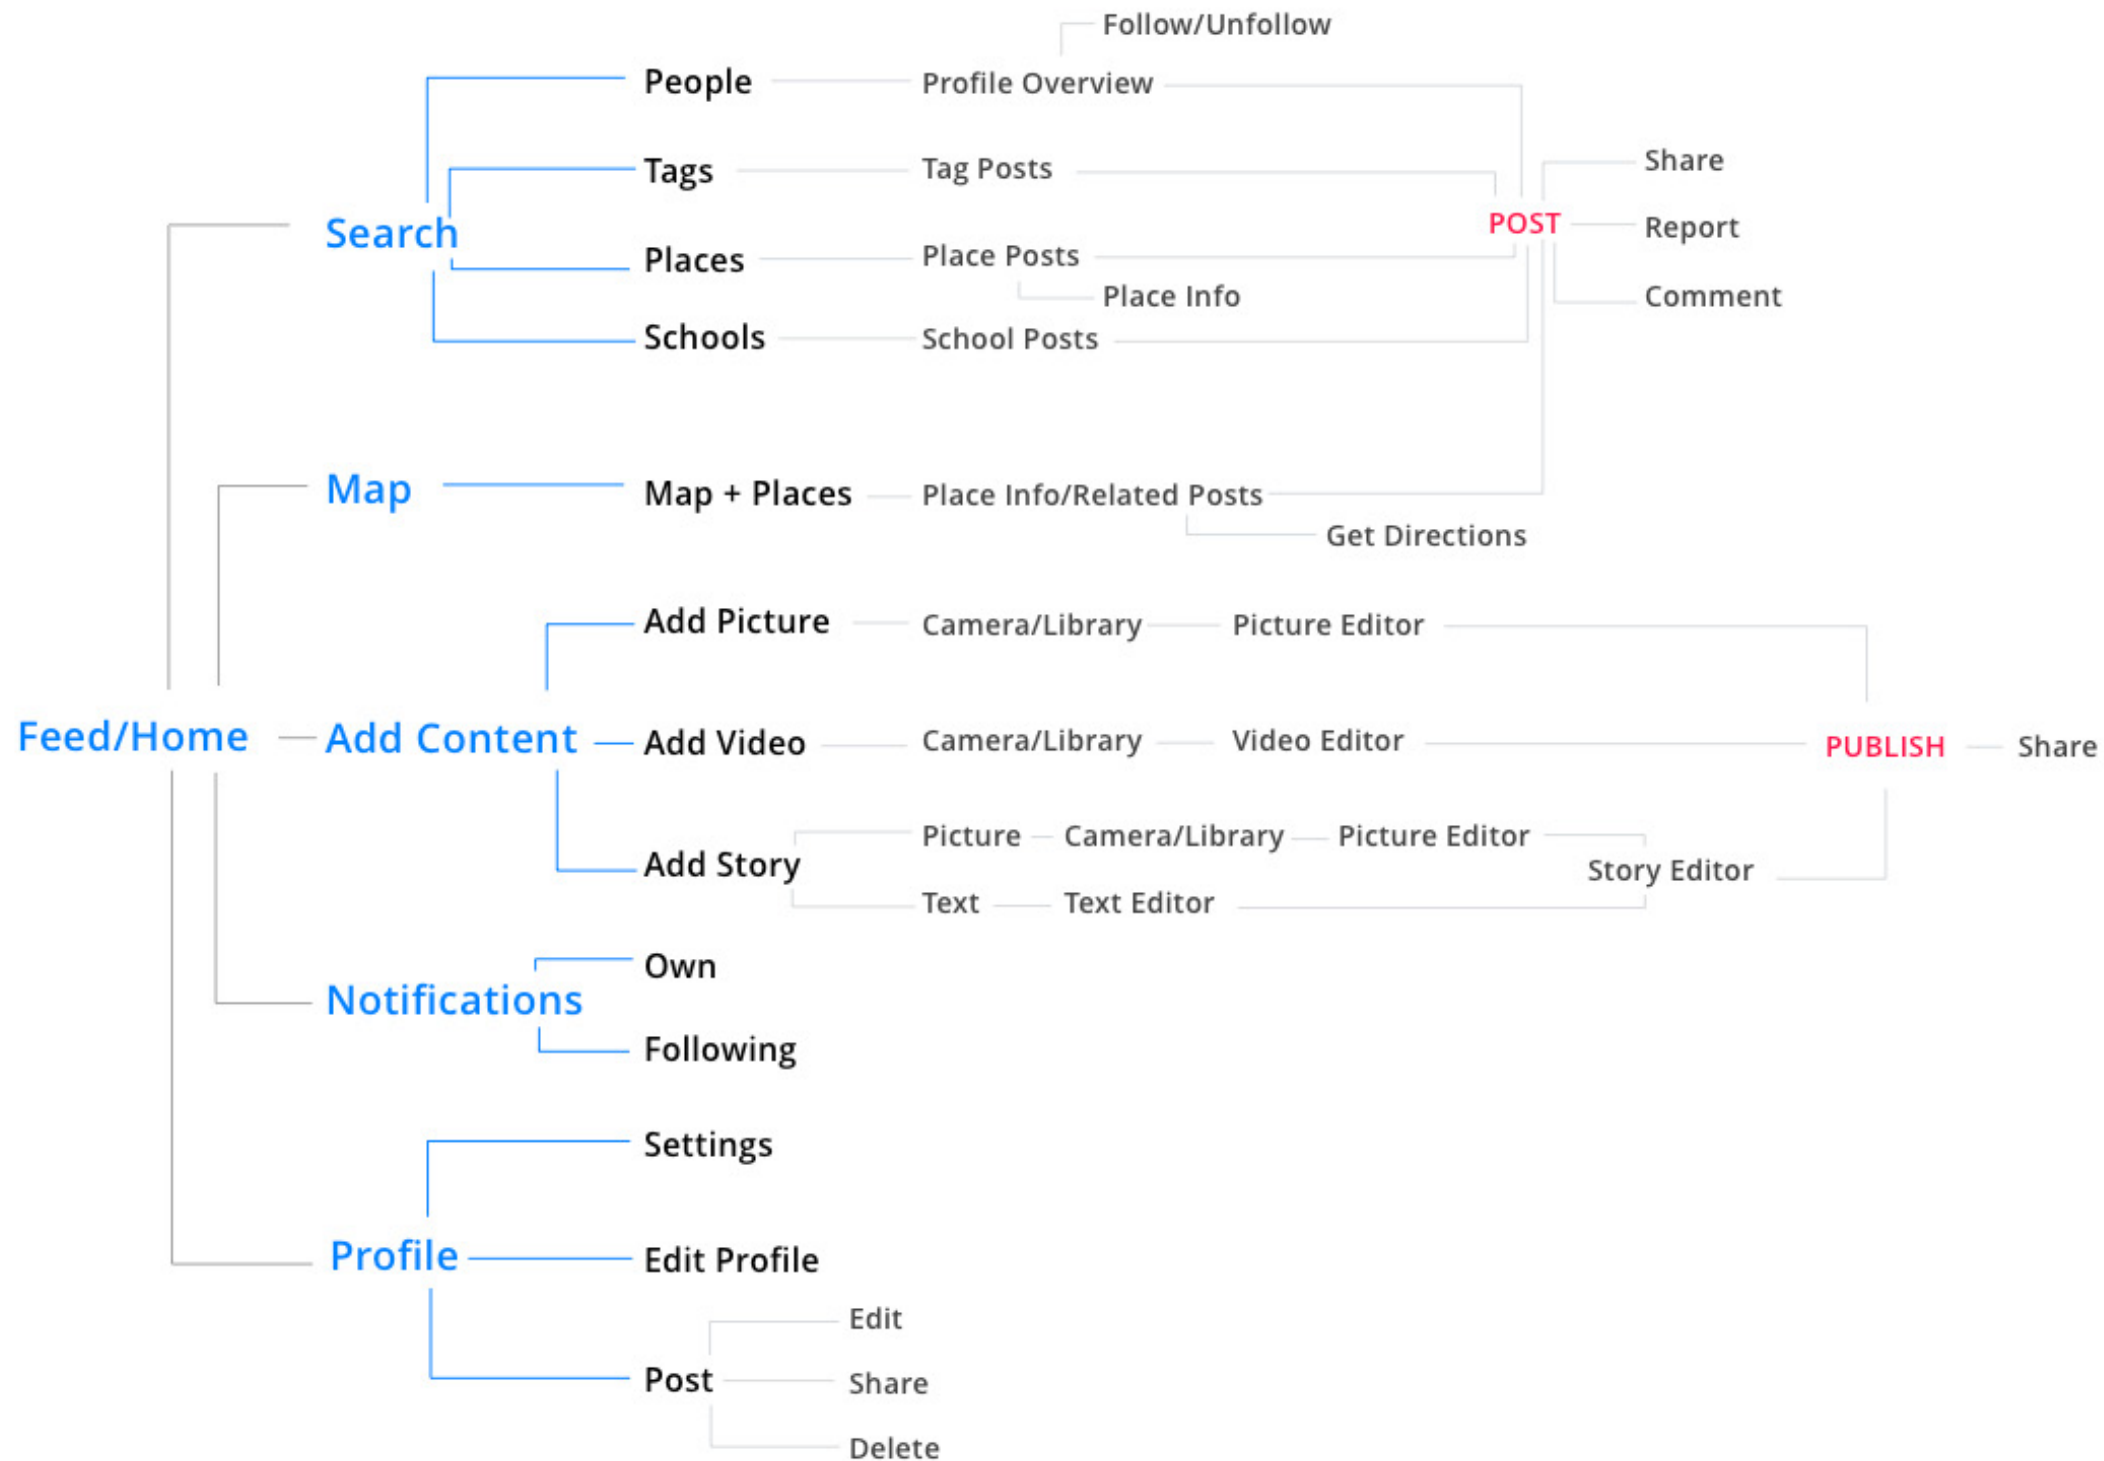 Follow/Unfollow
People
Profile Overview
Tags
Tag Posts
Share
Search
POST
Report
Places
Place Posts
Place Info
Comment
Schools
School Posts
Map
Map + Places
Place Info/Related Posts
Get Directions
Add Picture
Camera/Library
Picture Editor
Feed/Home
Add Content
Add Video
Camera/Library
Video Editor
PUBLISH
Share
Add Story
Picture
Camera/Library
Picture Editor
Story Editor
Text
Text Editor
Own
Notifications
Following
Settings
Profile
Edit Profile
Edit
Post
Share
Delete